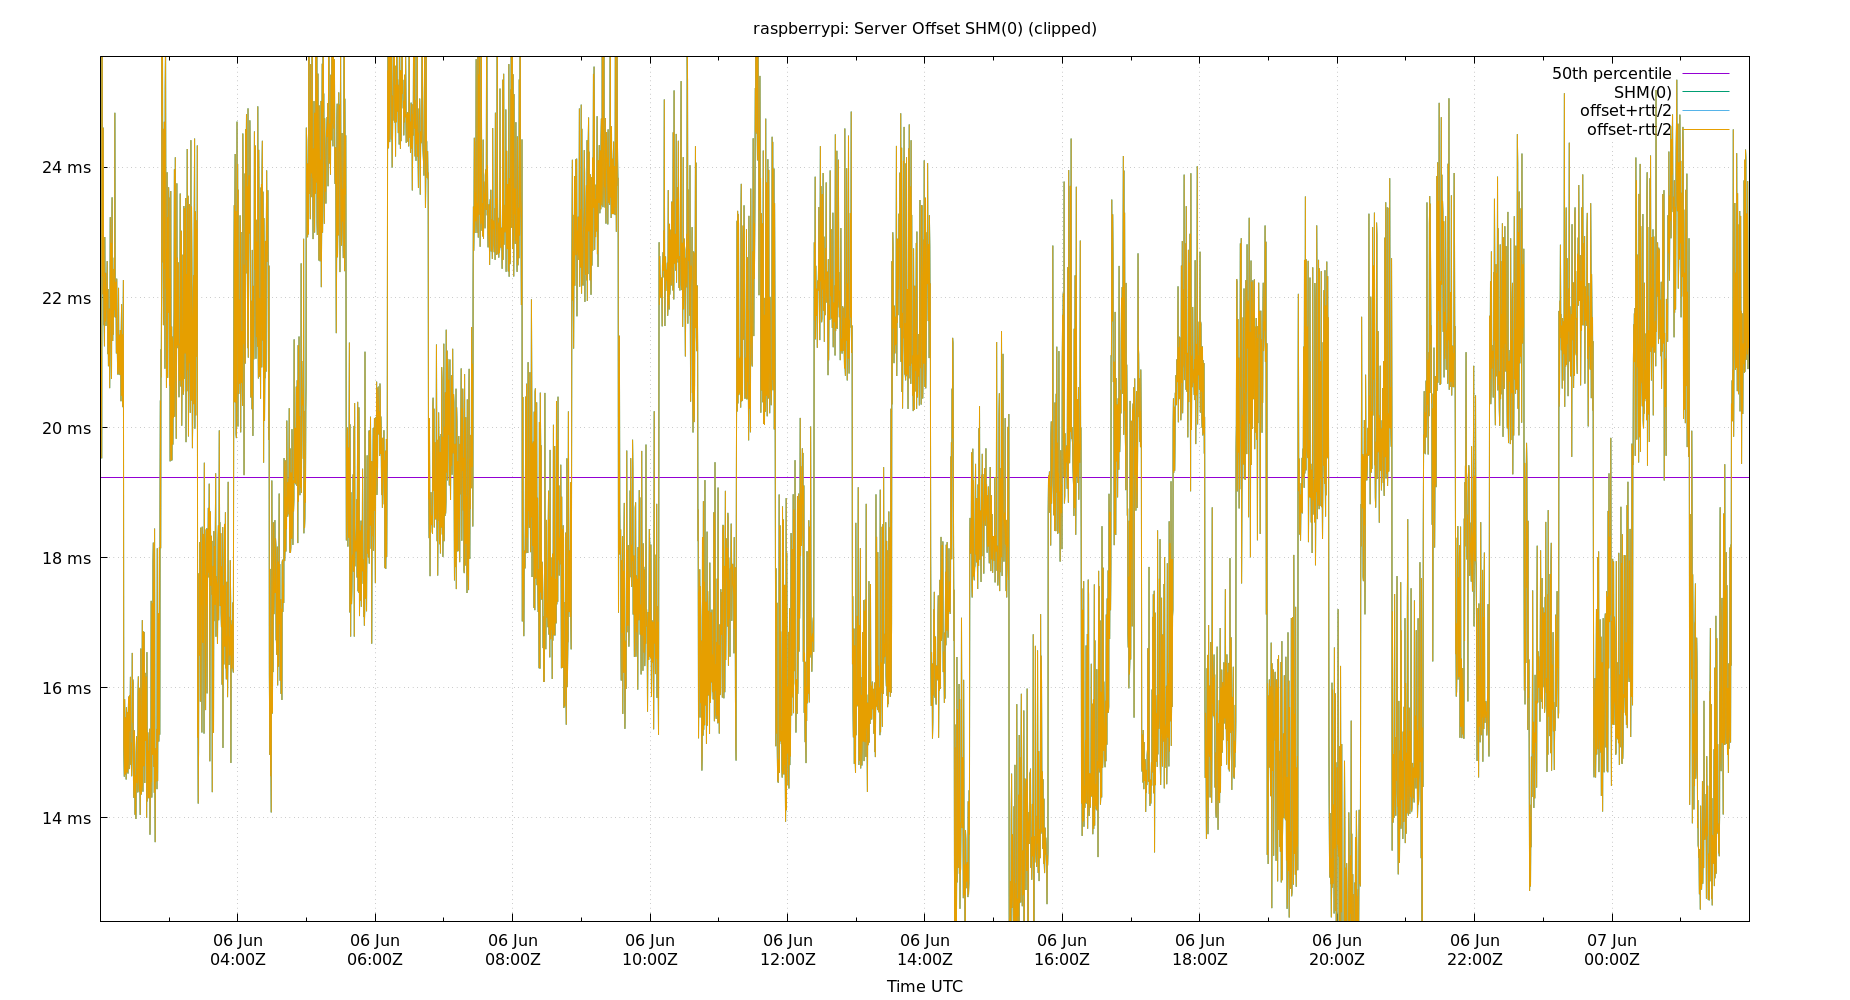 raspberrypi: Server Offset SHM(0) (clipped)
50th percentile
SHM(0)
offset+rtt/2
offset-rtt/2
24 ms
22 ms
20 ms
18 ms
16 ms
14 ms
06 Jun 06 Jun 06 Jun 06 Jun 06 Jun 06 Jun 06 Jun 06 Jun 06 Jun 06 Jun 07 Jun
04:00Z 06:00Z 08:00Z 10:00Z 12:00Z 14:00Z 16:00Z 18:00Z 20:00Z 22:00Z 00:00Z
Time UTC